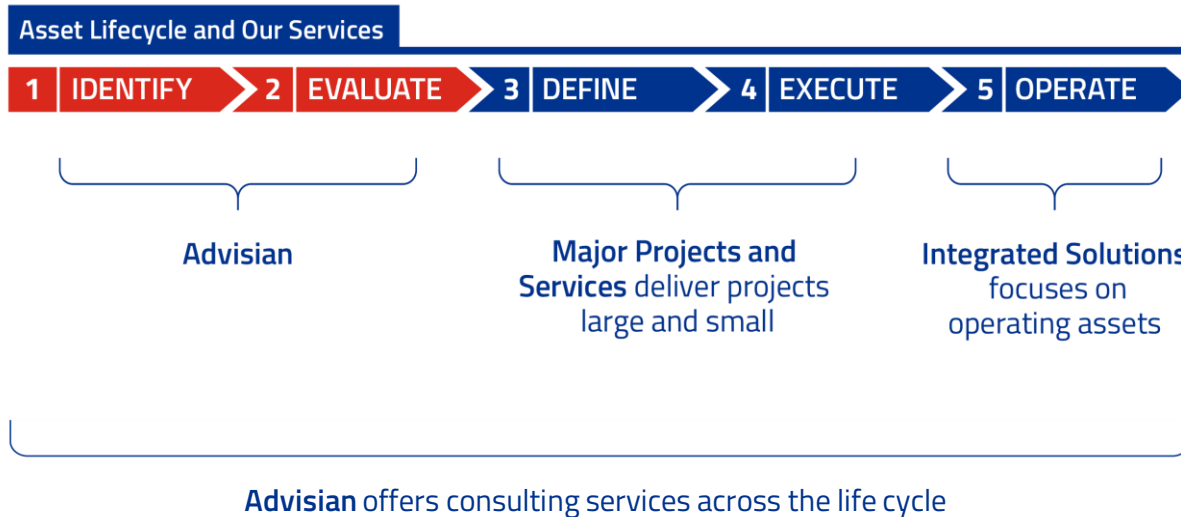 Asset Lifecycle and Our Services
1 IDENTIFY 2 EVALUATE 3 DEFINE 4 EXECUTE 5 OPERATE
Advisian
Major Projects and
Services deliver projects
large and small
Integrated Solutions
focuses on
operating assets
Advisian offers consulting services across the life cycle